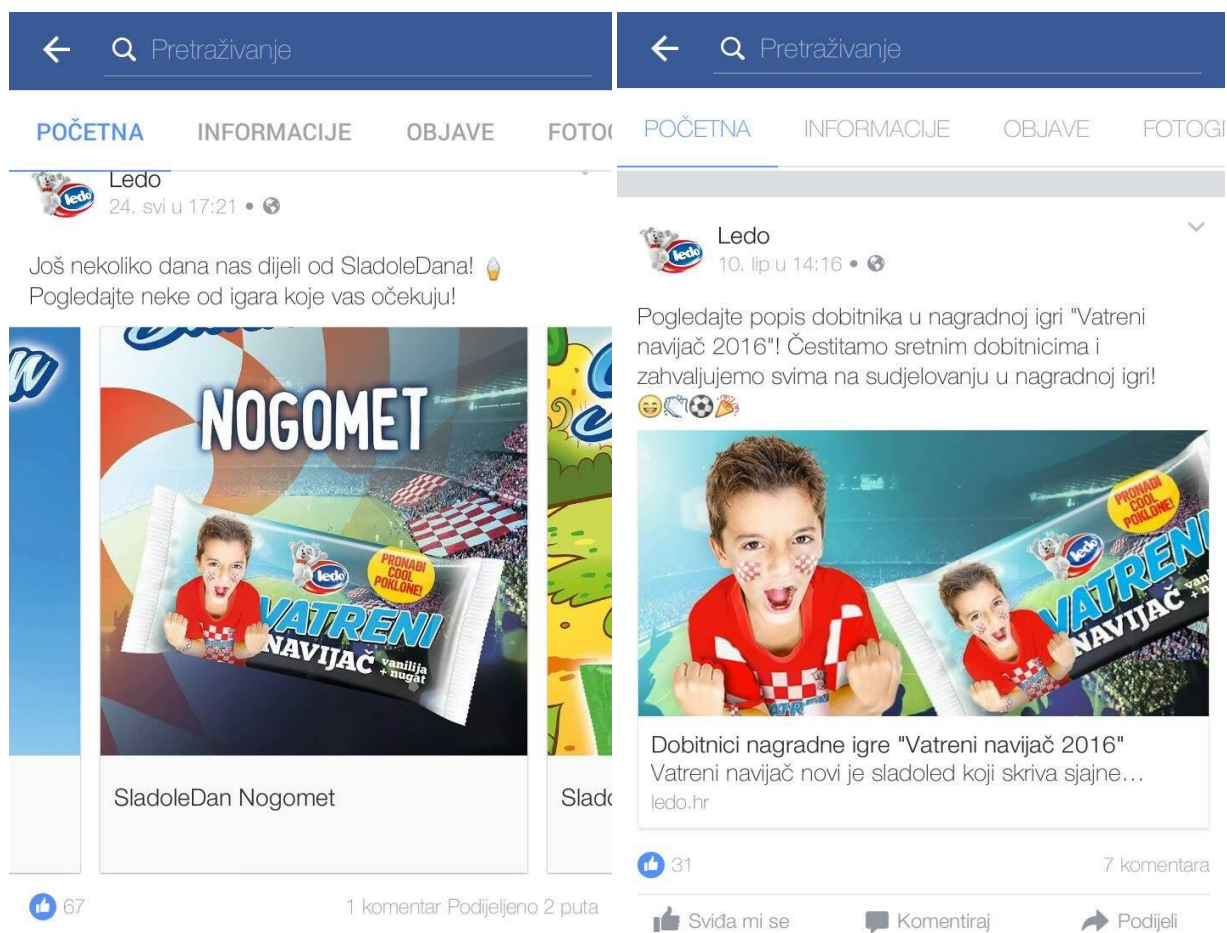 Pretraživanje
POČETNA INFORMACIJE OBJAVE
Ledo
ledo
24. svi u 17:21
Još nekoliko dana nas dijeli od SladoleDana!
Pogledajte neke od igara koje vas očekuju!
NOGOMET
ledo
PRONAĐI
COOL
POKLONE!
VATRENI
NAVIJAČ
vanilija
+ nugat
SladoleDan Nogomet
67
1 komentar Podijeljeno 2 puta
Pretraživanje
POČETNA INFORMACIJE OBJAVE
Ledo
ledo
10. lip u 14:16
Pogledajte popis dobitnika u nagradnoj igri "Vatreni
navijač 2016"! Čestitamo sretnim dobitnicima i
zahvaljujemo svima na sudjelovanju u nagradnoj igri!
PRONAĐI
COOL
POKLONE!
ledo
VATRENI
NAVIJAČ
Dobitnici nagradne igre "Vatreni navijač 2016"
Vatreni navijač novi je sladoled koji skriva sjajne…
ledo.hr
31
7 komentara
Sviđa mi se Komentiraj Podijeli